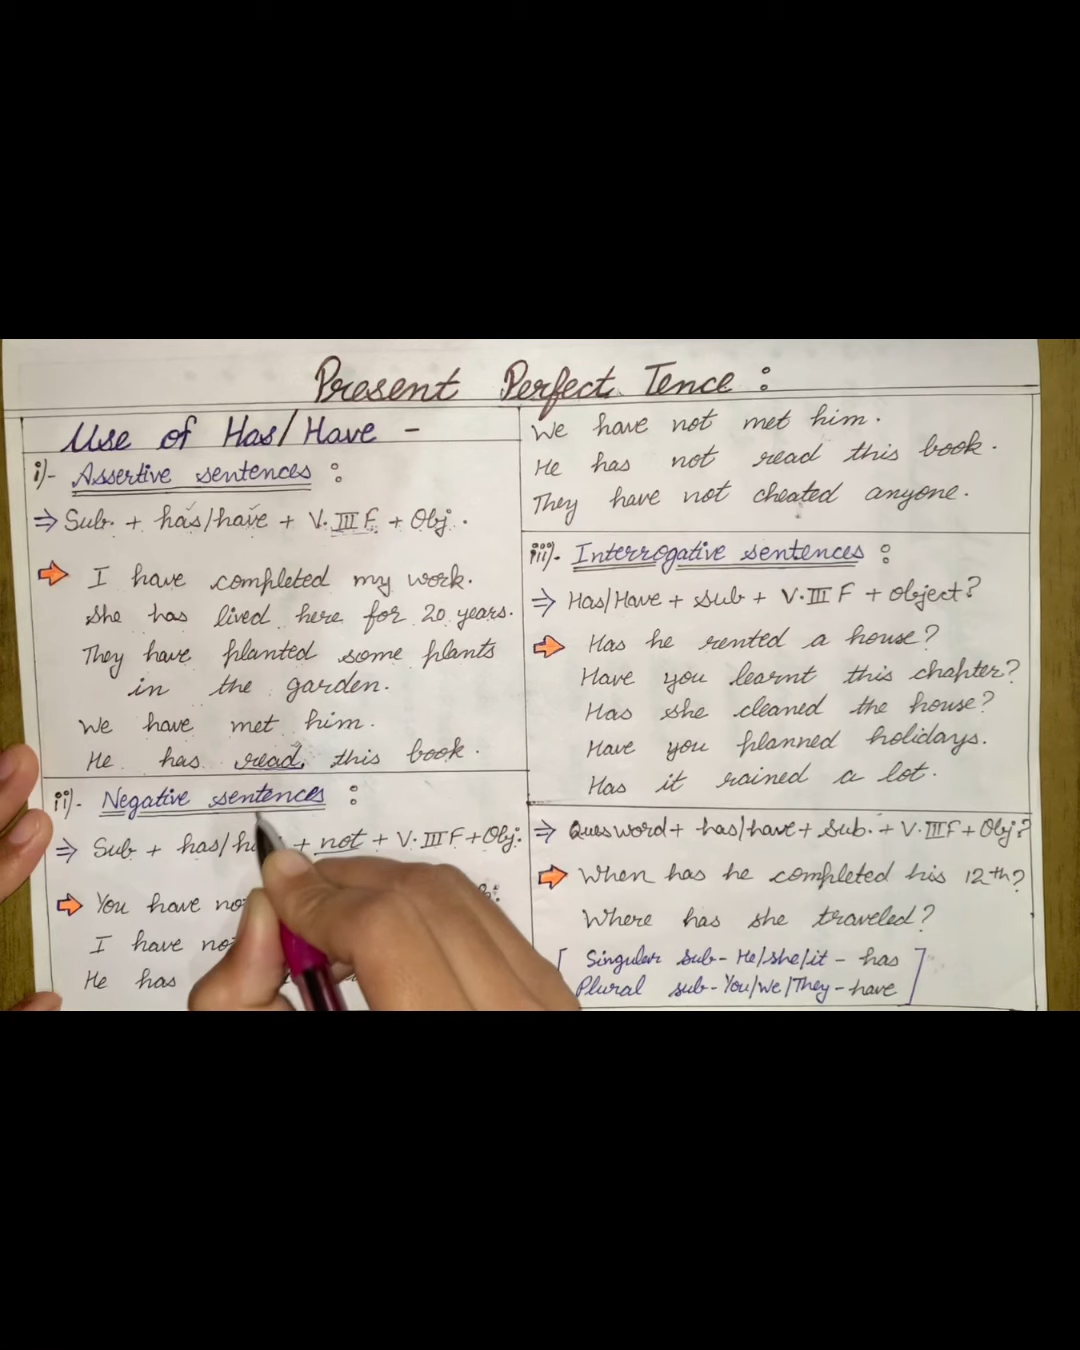 Present Perfect Tence :
Use of Has/Have -
i)- Assertive sentences :
⇒ Sub. + has/have + V. III F + Obj.
I have completed my work.
She has lived here for 20 years.
They have planted some plants
in the garden.
We have met him.
He has read this book.
ii)- Negative sentences :
⇒ Sub + has/ha + not + V. III F + Obj.
You have not
I have not
He has
We have not met him.
He has not read this book.
They have not cheated anyone.
iii)- Interrogative sentences :
⇒ Has/Have + sub + V. III F + object?
Has he rented a house?
Have you learnt this chapter?
Has she cleaned the house?
Have you planned holidays.
Has it rained a lot.
⇒ Ques word + has/have + Sub. + V. III F + Obj?
When has he completed his 12th?
Where has she traveled?
[ Singular sub - He/she/it - has ]
Plural sub - You/We/They - have